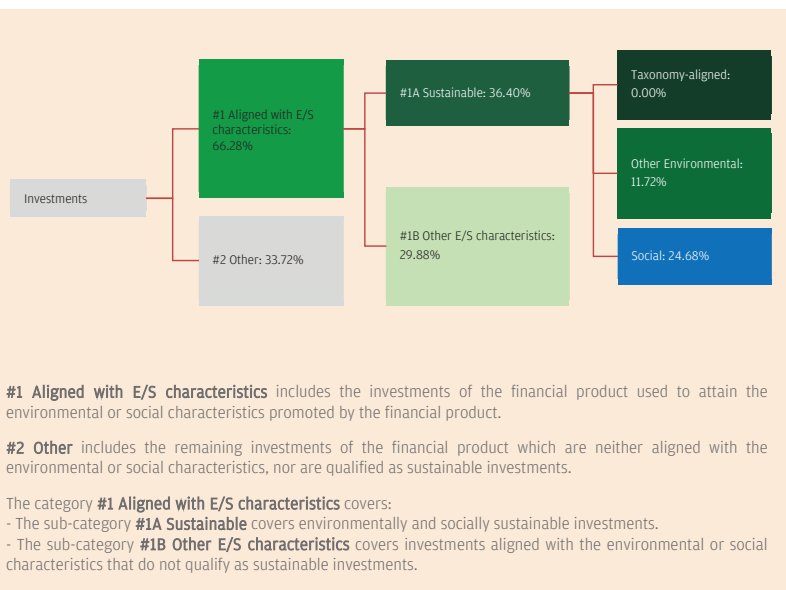 Investments
#1 Aligned with E/S
characteristics:
66.28%
#2 Other: 33.72%
#1A Sustainable: 36.40%
#1B Other E/S characteristics:
29.88%
Taxonomy-aligned:
0.00%
Other Environmental:
11.72%
Social: 24.68%
#1 Aligned with E/S characteristics includes the investments of the financial product used to attain the
environmental or social characteristics promoted by the financial product.
#2 Other includes the remaining investments of the financial product which are neither aligned with the
environmental or social characteristics, nor are qualified as sustainable investments.
The category #1 Aligned with E/S characteristics covers:
- The sub-category #1A Sustainable covers environmentally and socially sustainable investments.
- The sub-category #1B Other E/S characteristics covers investments aligned with the environmental or social
characteristics that do not qualify as sustainable investments.